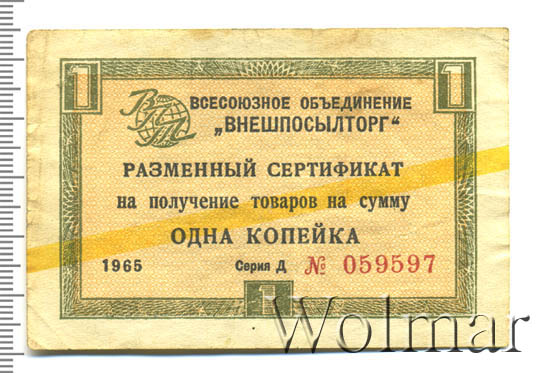 1 1
ВПТ
ВСЕСОЮЗНОЕ ОБЪЕДИНЕНИЕ
„ВНЕШПОСЫЛТОРГ“
РАЗМЕННЫЙ СЕРТИФИКАТ
на получение товаров на сумму
ОДНА КОПЕЙКА
1965 Серия Д № 059597
1
Wolmar